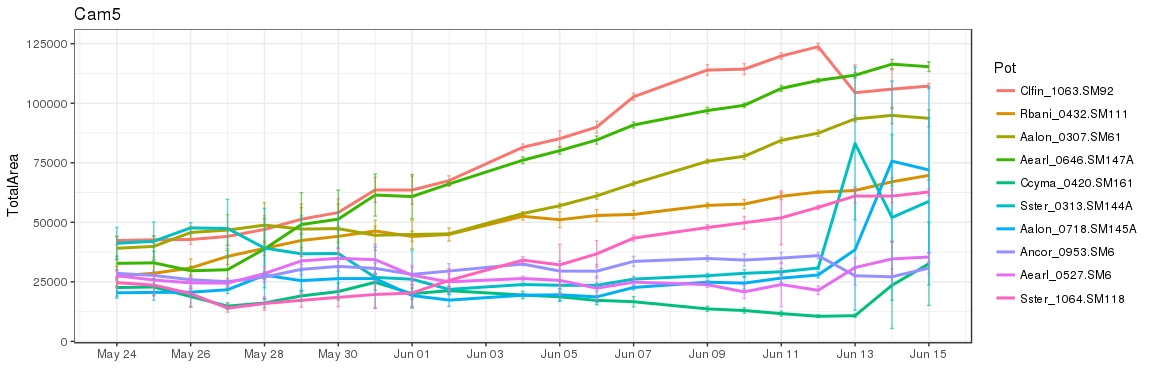 Cam5
TotalArea
125000
100000
75000
50000
25000
0
May 24 May 26 May 28 May 30 Jun 01 Jun 03 Jun 05 Jun 07 Jun 09 Jun 11 Jun 13 Jun 15
Pot
Clfin_1063.SM92
Rbani_0432.SM111
Aalon_0307.SM61
Aearl_0646.SM147A
Ccyma_0420.SM161
Sster_0313.SM144A
Aalon_0718.SM145A
Ancor_0953.SM6
Aearl_0527.SM6
Sster_1064.SM118